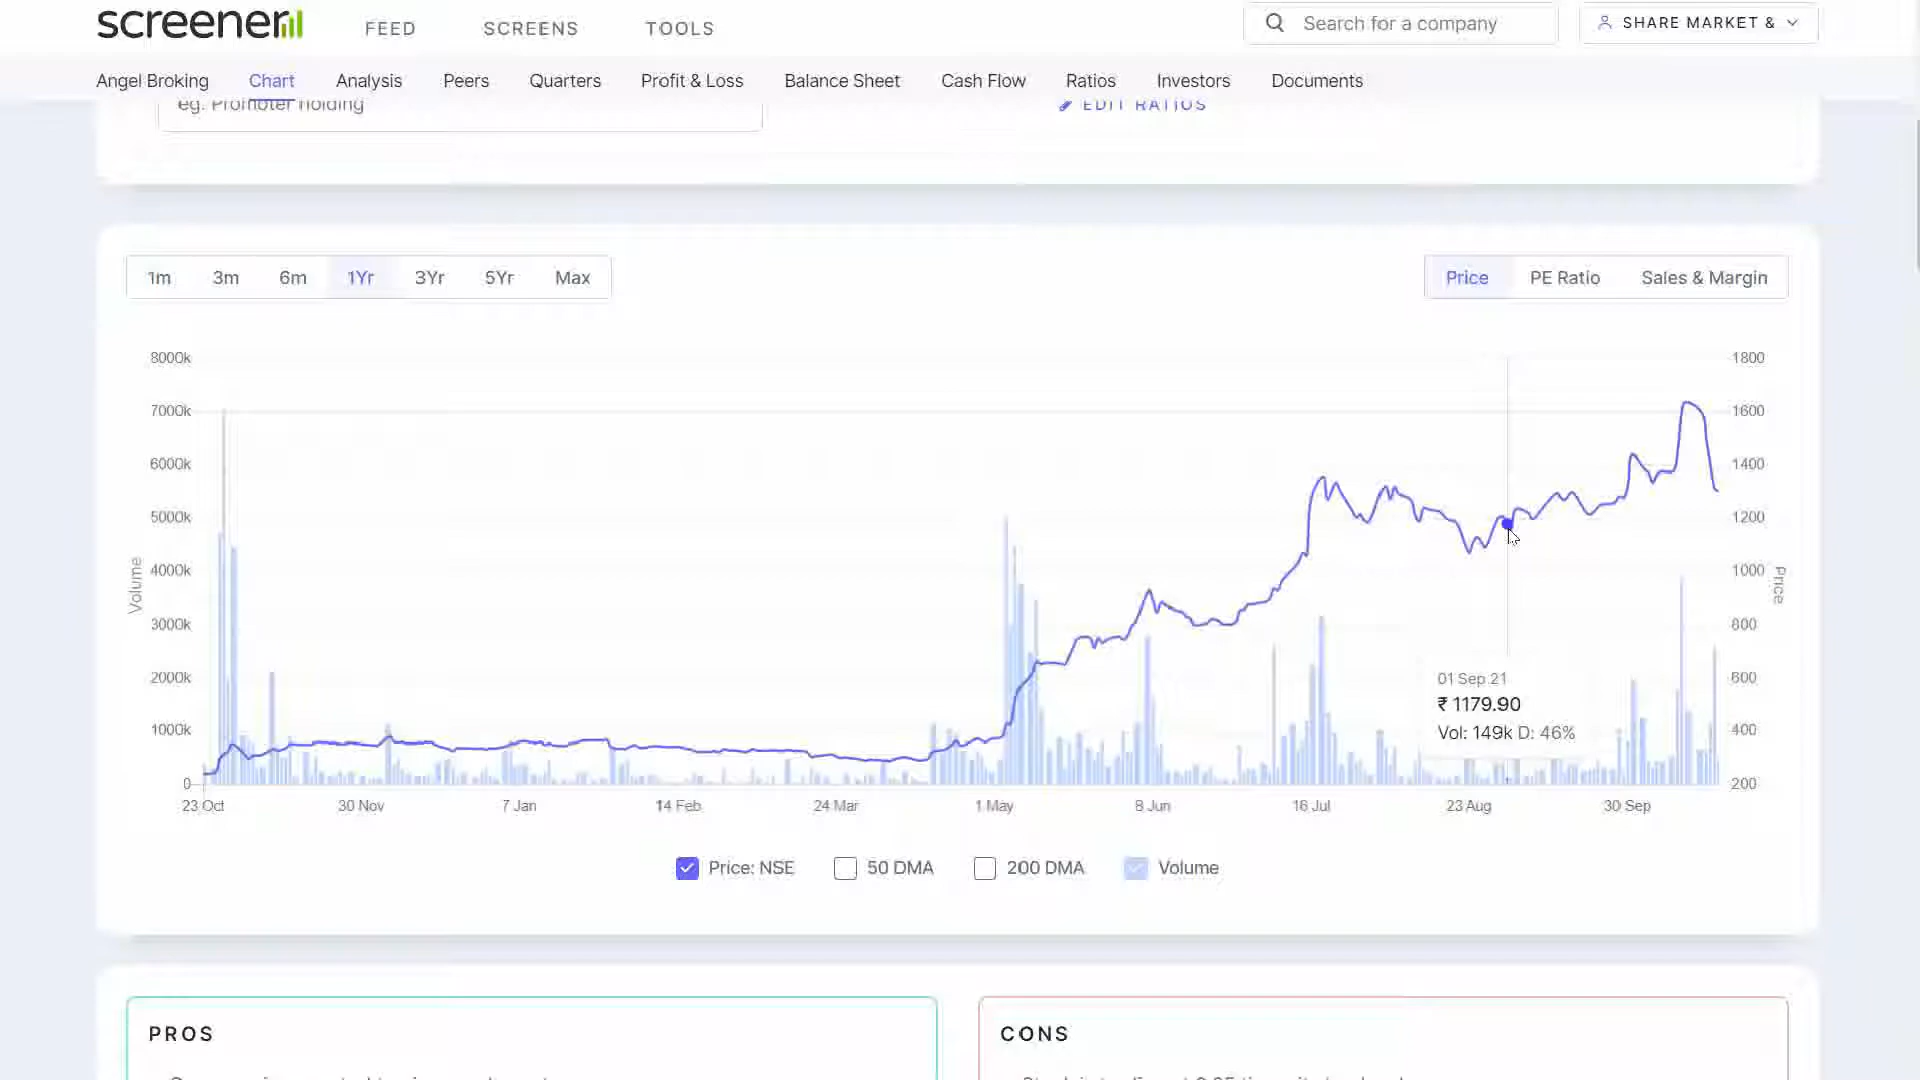 screener
FEED
SCREENS
TOOLS
Search for a company
SHARE MARKET &
Angel Broking
Chart
Analysis
Peers
Quarters
Profit & Loss
Balance Sheet
Cash Flow
Ratios
Investors
Documents
eg. Promoter holding
EDIT RATIOS
1m 3m 6m 1Yr 3Yr 5Yr Max
Price PE Ratio Sales & Margin
8000k
7000k
6000k
5000k
4000k
3000k
2000k
1000k
0
Volume
1800
1600
1400
1200
1000
800
600
400
200
Price
01 Sep 21
₹ 1179.90
Vol: 149k D: 46%
23 Oct 30 Nov 7 Jan 14 Feb 24 Mar 1 May 8 Jun 16 Jul 23 Aug 30 Sep
Price: NSE 50 DMA 200 DMA Volume
PROS
CONS